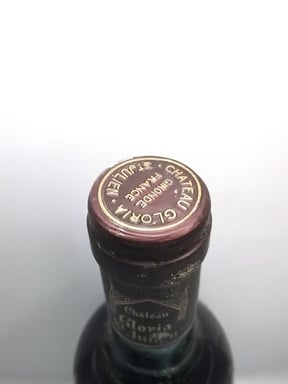 CHATEAU GLORIA · ST JULIEN ·
GIRONDE
FRANCE
Château
Gloria